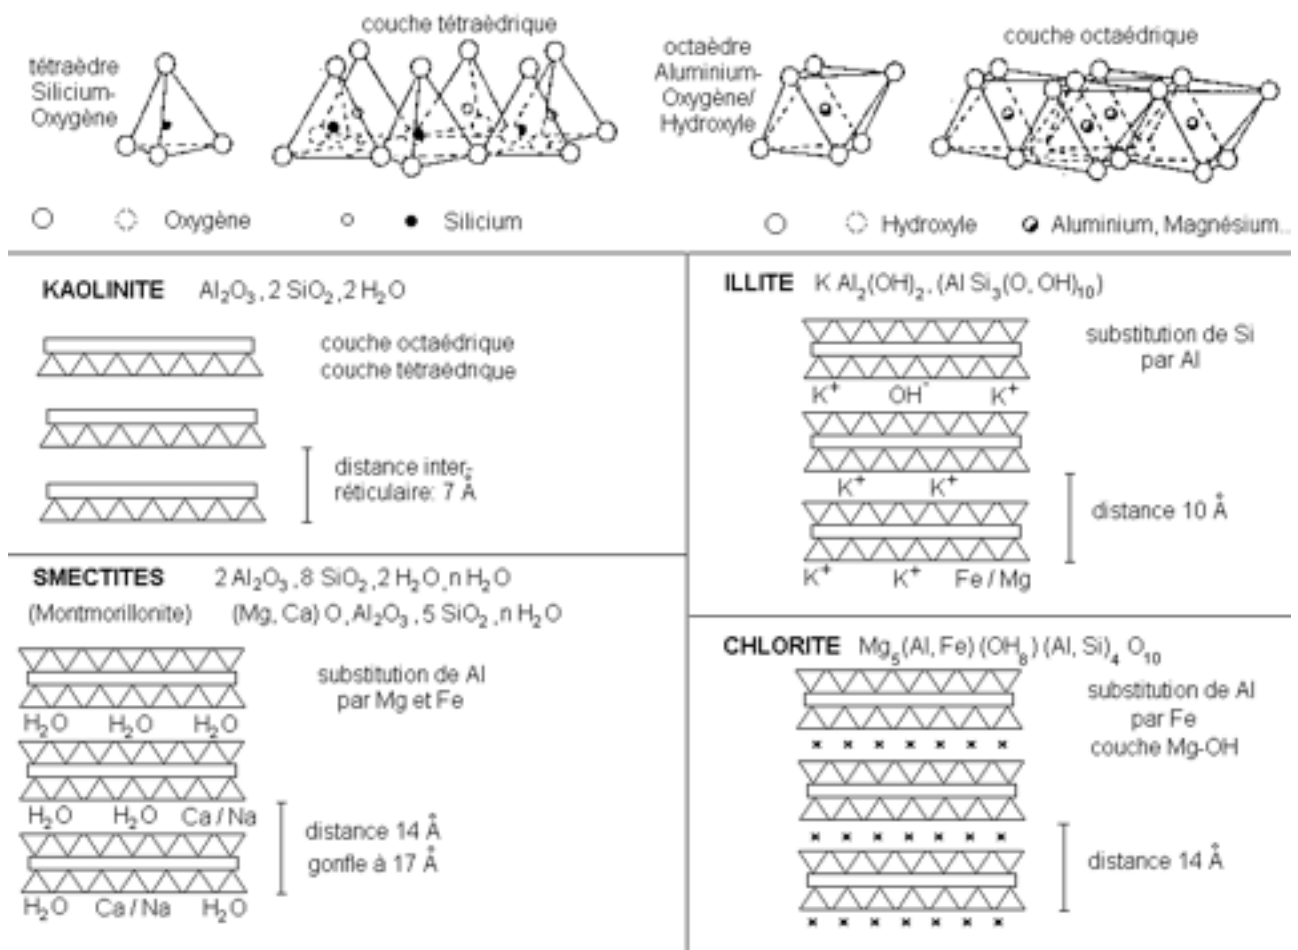 couche tétraèdrique
tétraèdre
Silicium-
Oxygène
octaèdre
Aluminium-
Oxygène/
Hydroxyle
couche octaédrique
Oxygène
Silicium
Hydroxyle
Aluminium, Magnésium...
KAOLINITE Al₂O₃, 2 SiO₂, 2 H₂O
couche octaédrique
couche tétraédrique
distance inter-
réticulaire: 7 Å
ILLITE K Al₂(OH)₂, (Al Si₃(O, OH)₁₀)
substitution de Si
par Al
K⁺ OH⁻ K⁺
K⁺ K⁺
distance 10 Å
K⁺ K⁺ Fe / Mg
SMECTITES 2 Al₂O₃, 8 SiO₂, 2 H₂O, n H₂O
(Montmorillonite) (Mg, Ca) O, Al₂O₃, 5 SiO₂, n H₂O
substitution de Al
par Mg et Fe
H₂O H₂O H₂O
H₂O H₂O Ca / Na
distance 14 Å
gonfle à 17 Å
H₂O Ca / Na H₂O
CHLORITE Mg₅(Al, Fe) (OH₈) (Al, Si)₄ O₁₀
substitution de Al
par Fe
couche Mg-OH
distance 14 Å